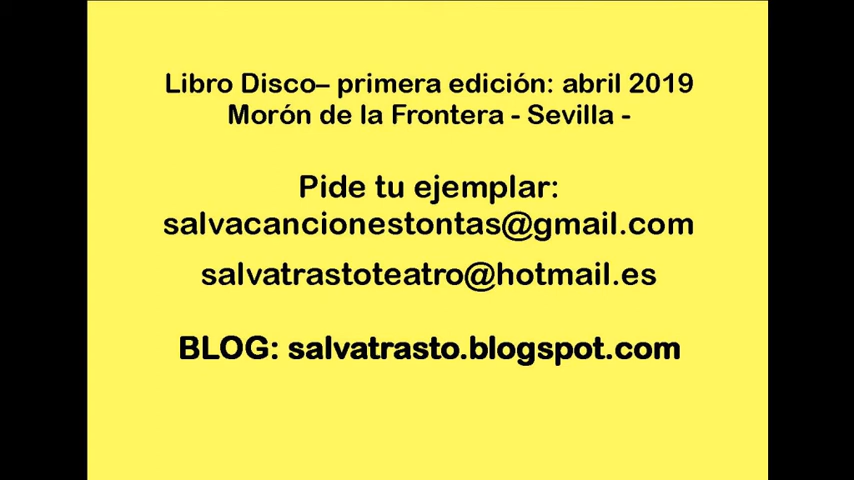 Libro Disco– primera edición: abril 2019
Morón de la Frontera - Sevilla -
Pide tu ejemplar:
salvacancionestontas@gmail.com
salvatrastoteatro@hotmail.es
BLOG: salvatrasto.blogspot.com